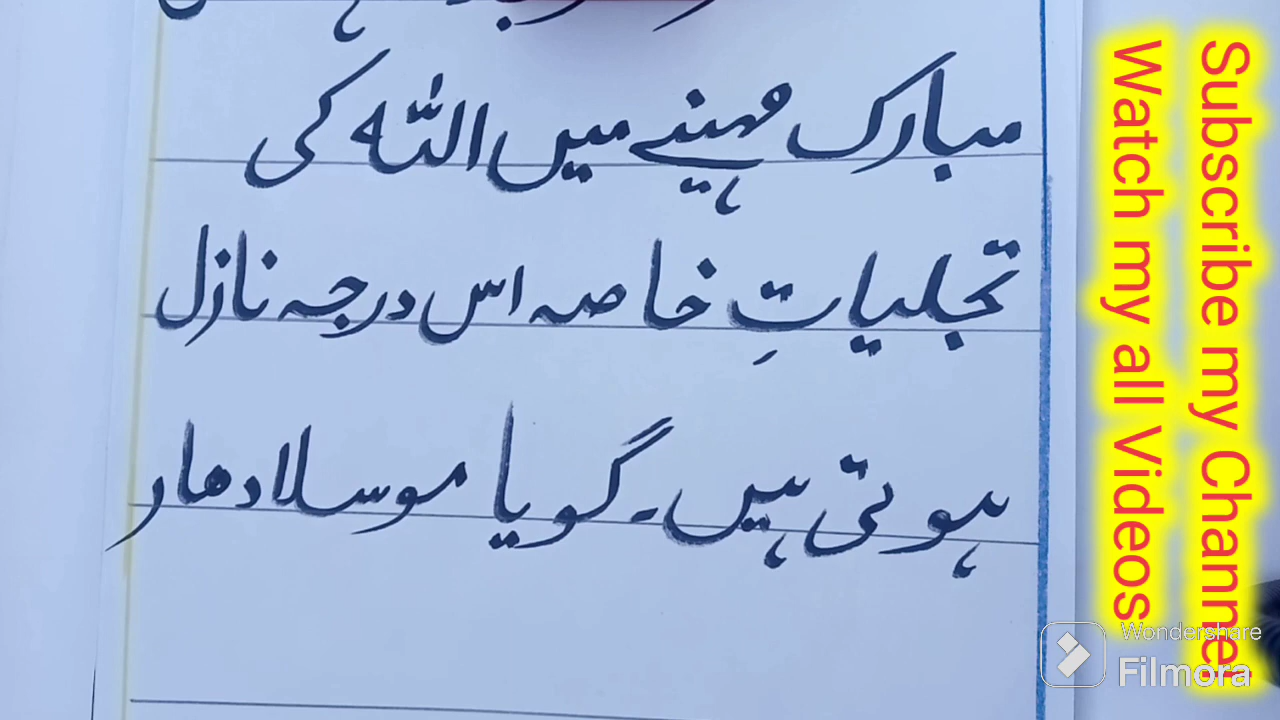 مبارک مہینے میں اللہ کی
تجلیاتِ خاصہ اس درجہ نازل
ہوتی ہیں۔ گویا موسلادھار
Subscribe my Channel
Watch my all Videos
Wondershare
Filmora